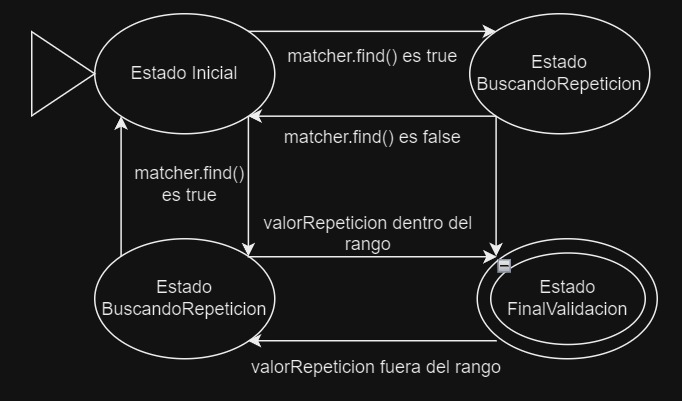 matcher.find() es true
Estado Inicial
Estado
BuscandoRepeticion
matcher.find() es false
matcher.find()
es true
valorRepeticion dentro del
rango
Estado
BuscandoRepeticion
Estado
FinalValidacion
valorRepeticion fuera del rango